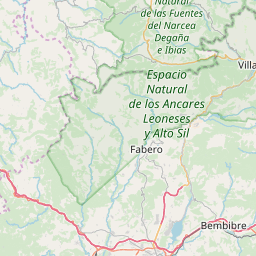 Natural
de las Fuentes
del Narcea
Degaña
e Ibias
Espacio
Natural
de los Ancares
Leoneses
y Alto Sil
Villa
Fabero
Bembibre